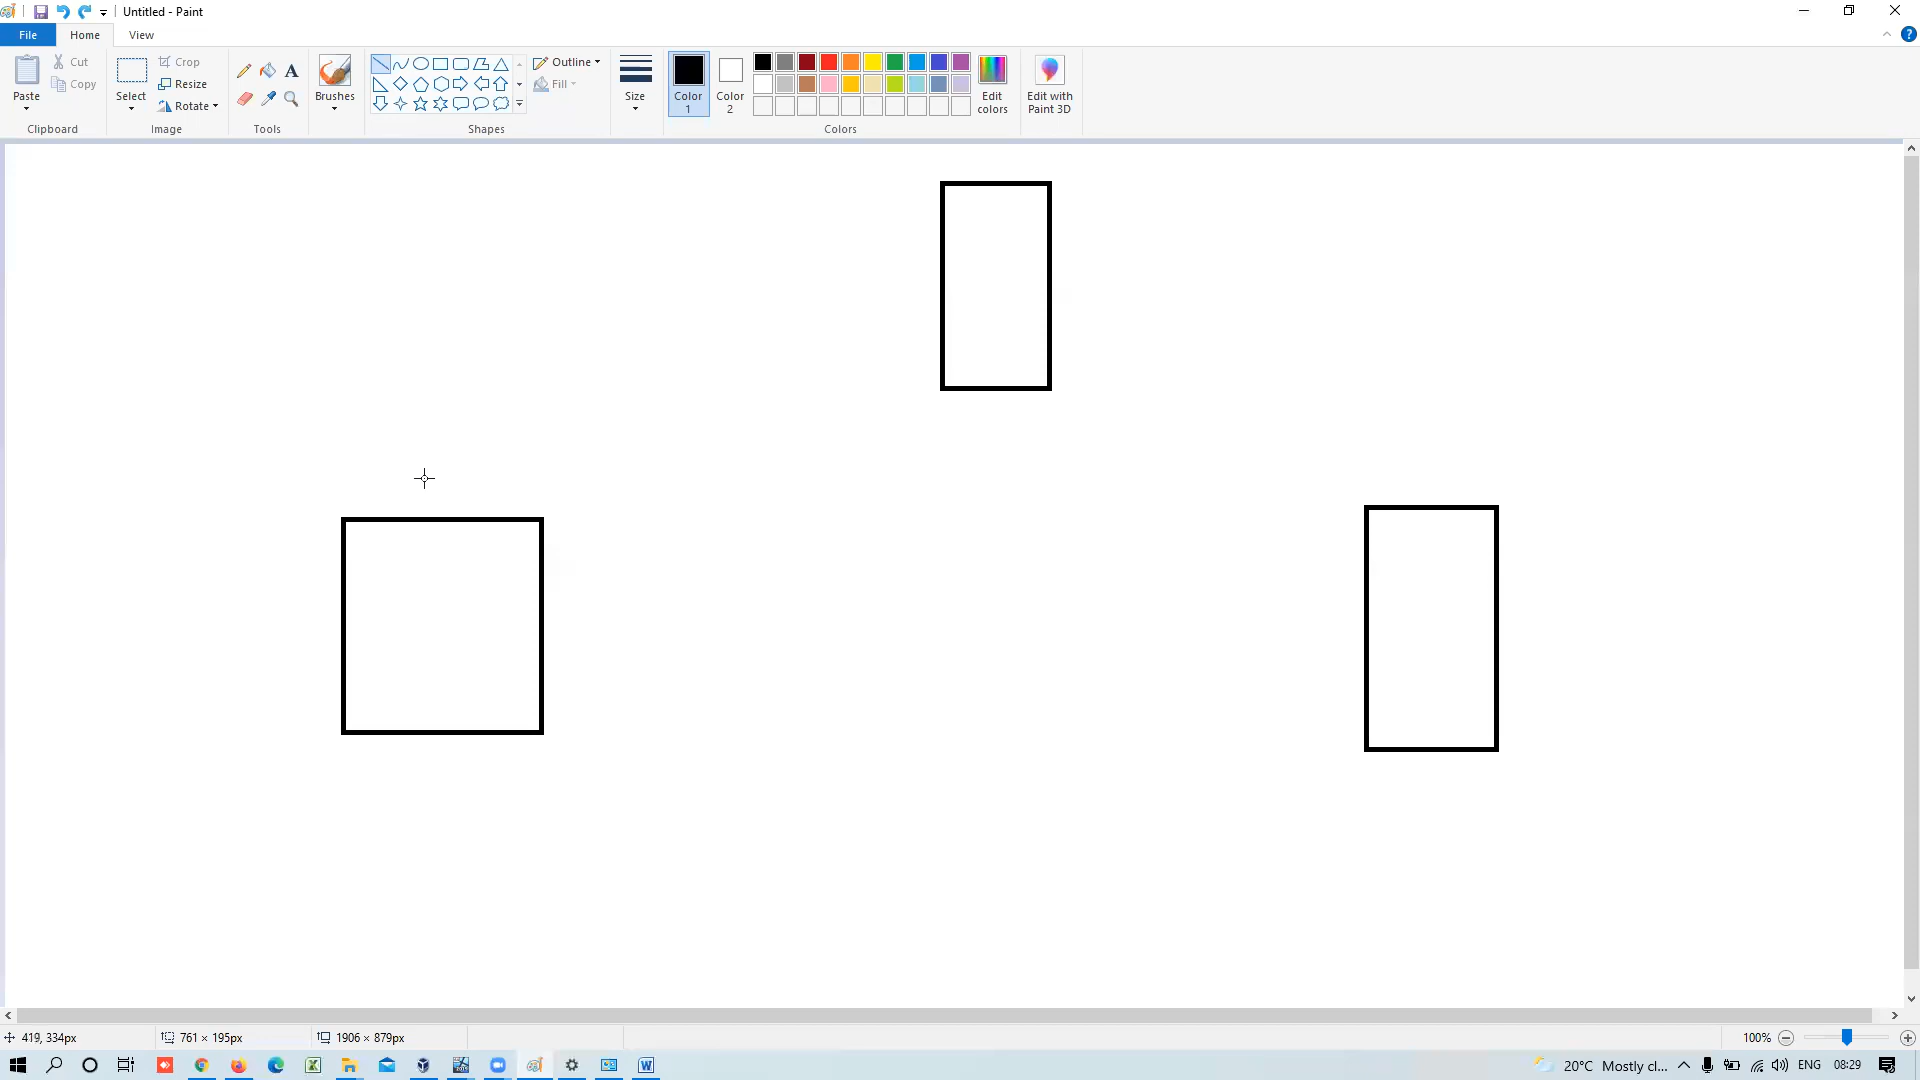 Untitled - Paint
File Home View
Paste
Cut
Copy
Clipboard
Select
Crop
Resize
Rotate
Image
Tools
Brushes
Shapes
Outline
Fill
Size
Color 1
Color 2
Colors
Edit colors
Edit with Paint 3D
419, 334px
761 × 195px
1906 × 879px
100%
20°C Mostly cl...
ENG
08:29